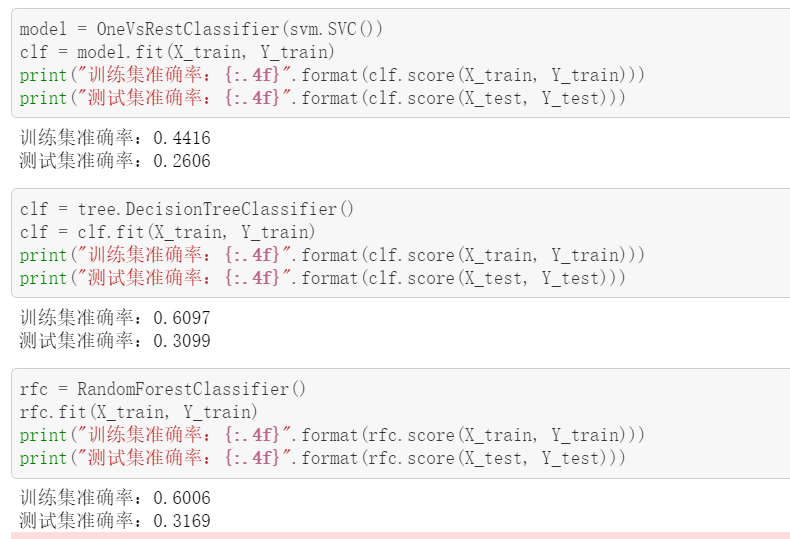 model = OneVsRestClassifier(svm.SVC())
clf = model.fit(X_train, Y_train)
print("训练集准确率：{:.4f}".format(clf.score(X_train, Y_train)))
print("测试集准确率：{:.4f}".format(clf.score(X_test, Y_test)))
训练集准确率：0.4416
测试集准确率：0.2606
clf = tree.DecisionTreeClassifier()
clf = clf.fit(X_train, Y_train)
print("训练集准确率：{:.4f}".format(clf.score(X_train, Y_train)))
print("测试集准确率：{:.4f}".format(clf.score(X_test, Y_test)))
训练集准确率：0.6097
测试集准确率：0.3099
rfc = RandomForestClassifier()
rfc.fit(X_train, Y_train)
print("训练集准确率：{:.4f}".format(rfc.score(X_train, Y_train)))
print("测试集准确率：{:.4f}".format(rfc.score(X_test, Y_test)))
训练集准确率：0.6006
测试集准确率：0.3169